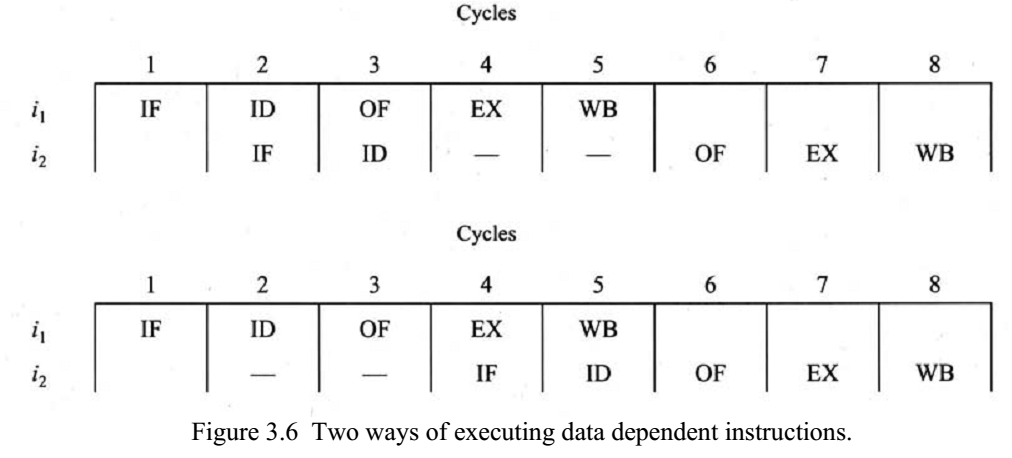 Cycles
1 2 3 4 5 6 7 8
i1 IF ID OF EX WB
i2 IF ID — — OF EX WB
Cycles
1 2 3 4 5 6 7 8
i1 IF ID OF EX WB
i2 — — IF ID OF EX WB
Figure 3.6 Two ways of executing data dependent instructions.